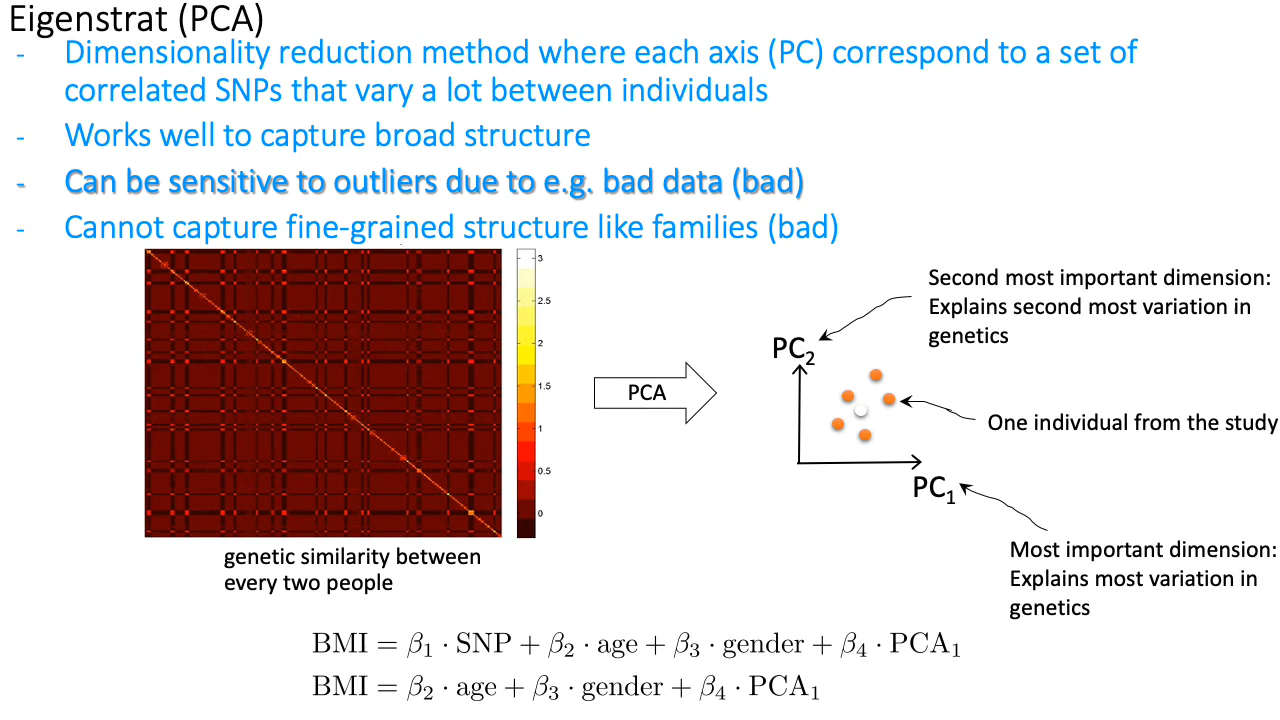 Eigenstrat (PCA)
- Dimensionality reduction method where each axis (PC) correspond to a set of
correlated SNPs that vary a lot between individuals
- Works well to capture broad structure
- Can be sensitive to outliers due to e.g. bad data (bad)
- Cannot capture fine-grained structure like families (bad)
3
2.5
2
1.5
1
0.5
0
genetic similarity between
every two people
PCA
Second most important dimension:
Explains second most variation in
genetics
PC₂
One individual from the study
PC₁
Most important dimension:
Explains most variation in
genetics
BMI = β₁ · SNP + β₂ · age + β₃ · gender + β₄ · PCA₁
BMI = β₂ · age + β₃ · gender + β₄ · PCA₁